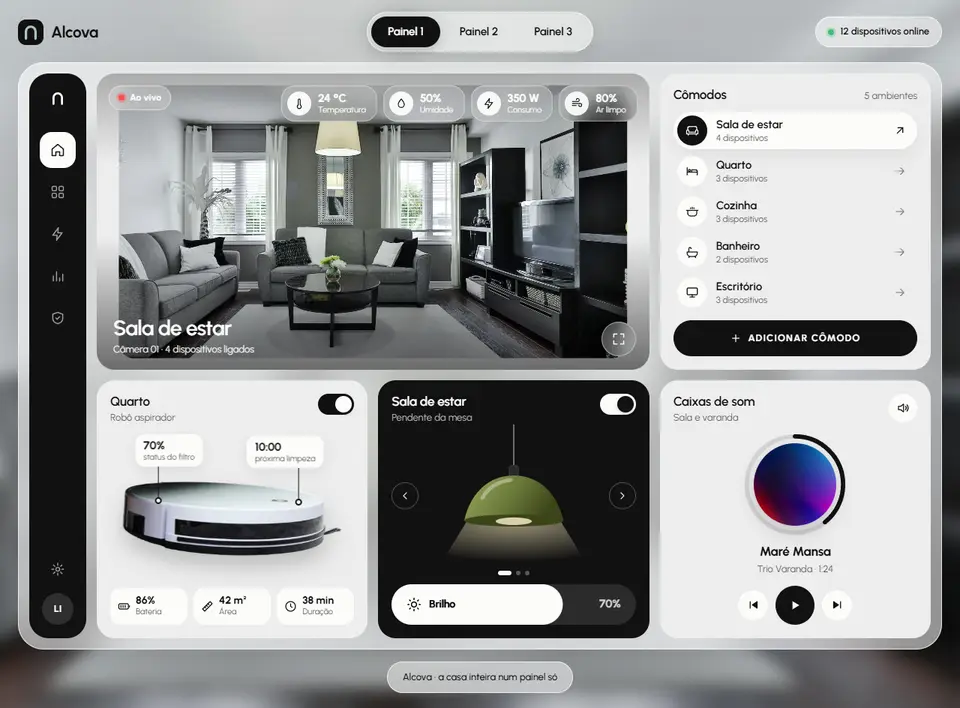 Alcova
Painel 1
Painel 2
Painel 3
12 dispositivos online
Ao vivo
24 °C
Temperatura
50%
Umidade
350 W
Consumo
80%
Ar limpo
Sala de estar
Câmera 01 · 4 dispositivos ligados
Cômodos
5 ambientes
Sala de estar
4 dispositivos
Quarto
3 dispositivos
Cozinha
3 dispositivos
Banheiro
2 dispositivos
Escritório
3 dispositivos
+ ADICIONAR CÔMODO
Quarto
Robô aspirador
70%
status do filtro
10:00
próxima limpeza
86%
Bateria
42 m²
Área
38 min
Duração
Sala de estar
Pendente da mesa
Brilho
70%
Caixas de som
Sala e varanda
Maré Mansa
Trio Varanda · 1:24
LI
Alcova · a casa inteira num painel só